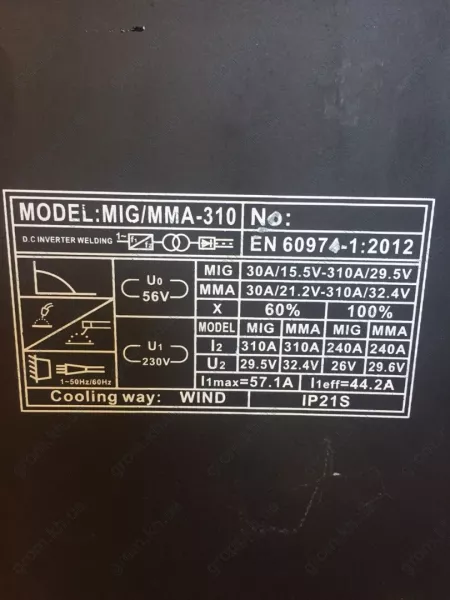 MODEL:MIG/MMA-310 No:
D.C INVERTER WELDING 1~ f1 f2 EN 60974-1:2012
U0 56V
MIG 30A/15.5V-310A/29.5V
MMA 30A/21.2V-310A/32.4V
X 60% 100%
U1 230V
MODEL MIG MMA MIG MMA
I2 310A 310A 240A 240A
U2 29.5V 32.4V 26V 29.6V
1~50Hz/60Hz I1max=57.1A I1eff=44.2A
Cooling way: WIND IP21S